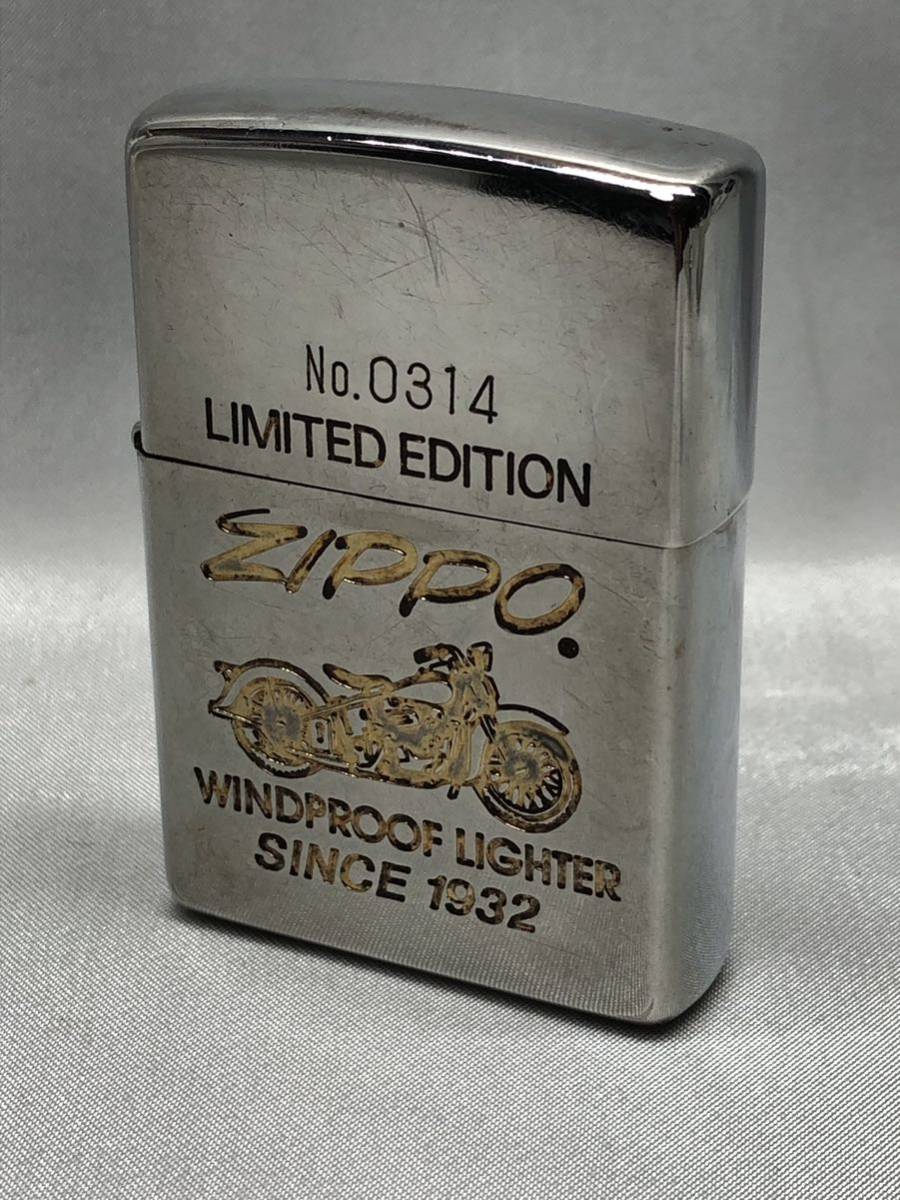 No.0314
LIMITED EDITION
ZIPPO.
WINDPROOF LIGHTER
SINCE 1932